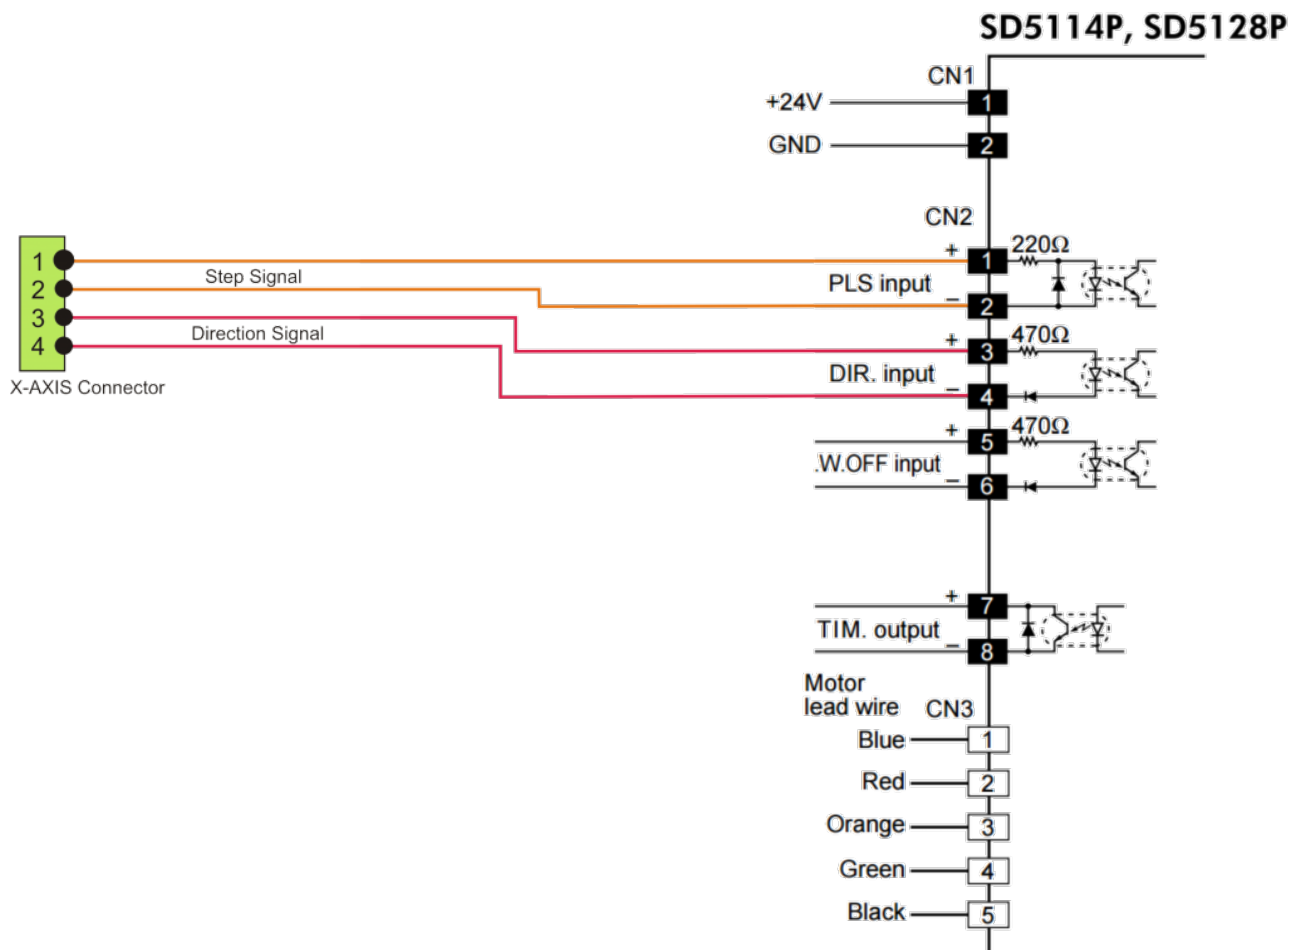 SD5114P, SD5128P
CN1
+24V 1
GND 2
CN2
+ 1 220Ω
PLS input
− 2
+ 3 470Ω
DIR. input
− 4
+ 5 470Ω
.W.OFF input
− 6
+ 7
TIM. output
− 8
Motor
lead wire
CN3
Blue 1
Red 2
Orange 3
Green 4
Black 5
1
Step Signal
2
3
Direction Signal
4
X-AXIS Connector